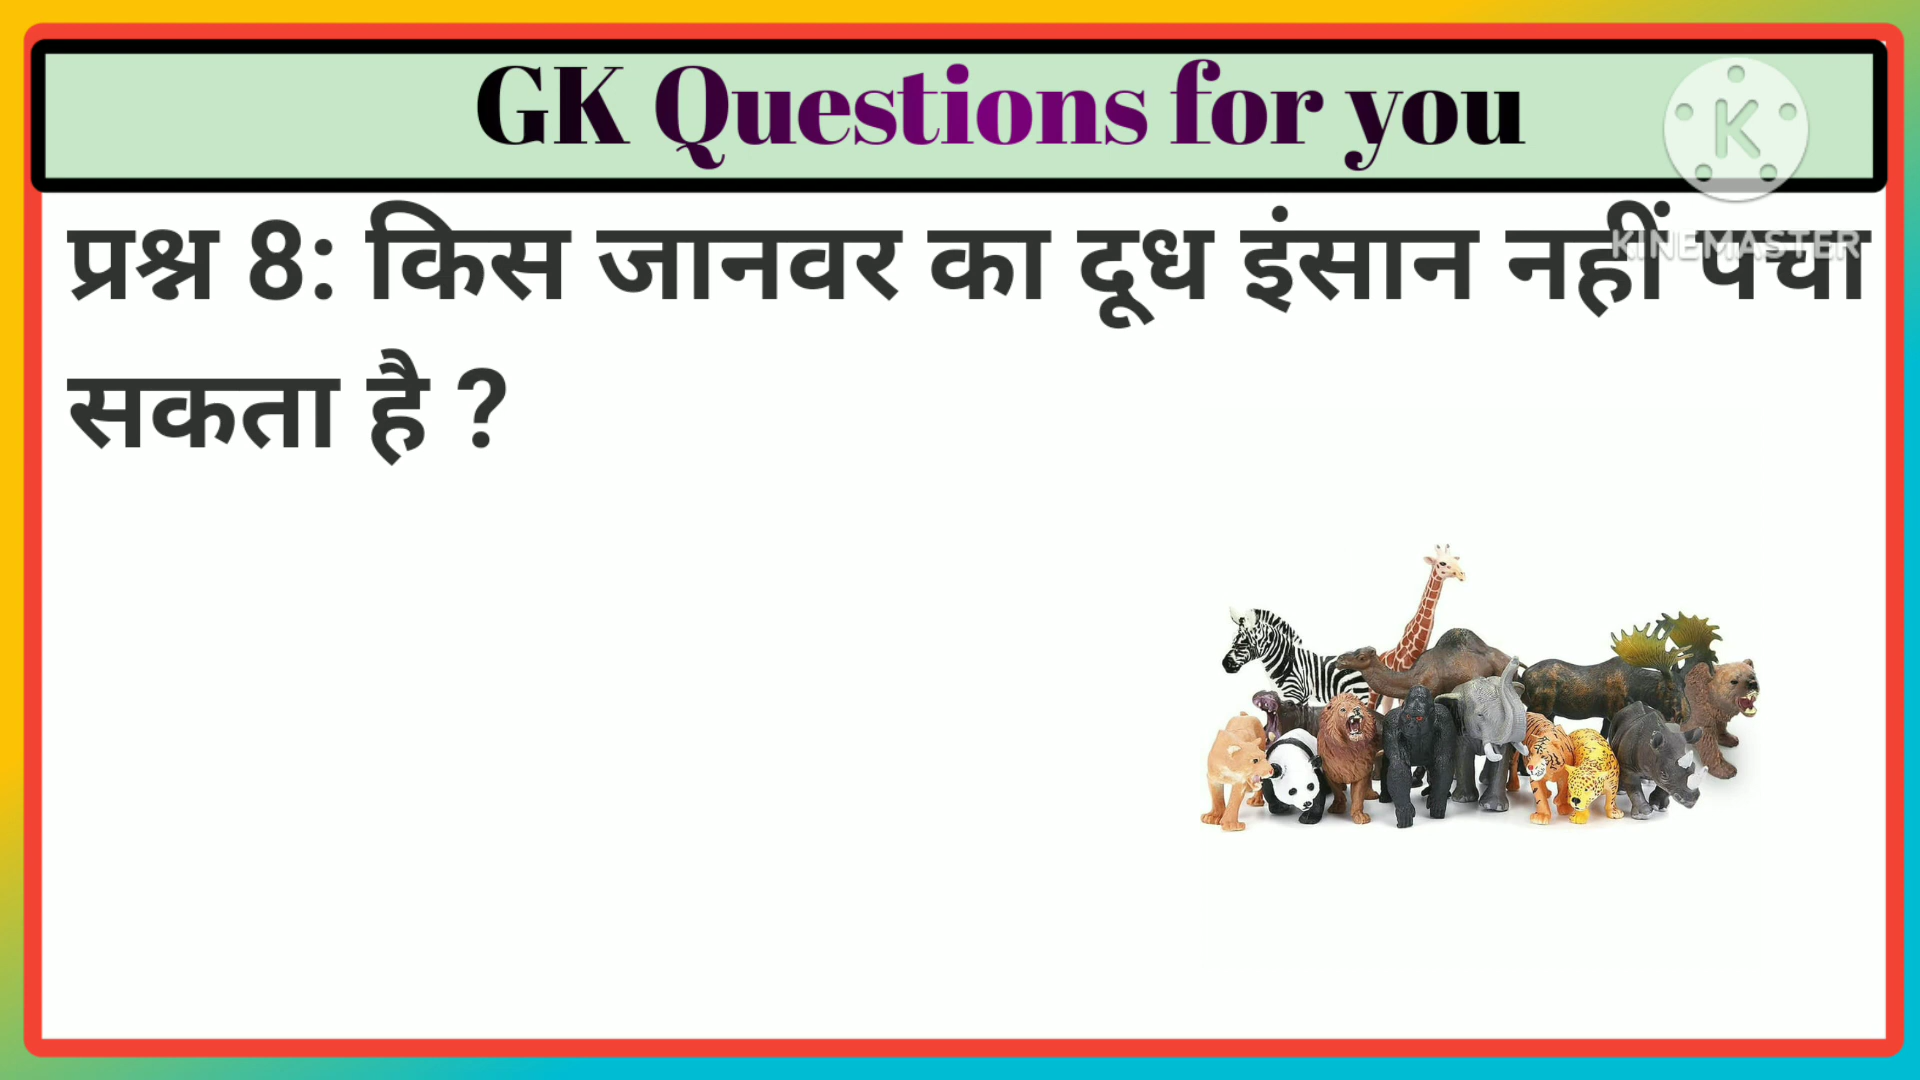 GK Questions for you
K
KINEMASTER
प्रश्न 8: किस जानवर का दूध इंसान नहीं पचा
सकता है ?